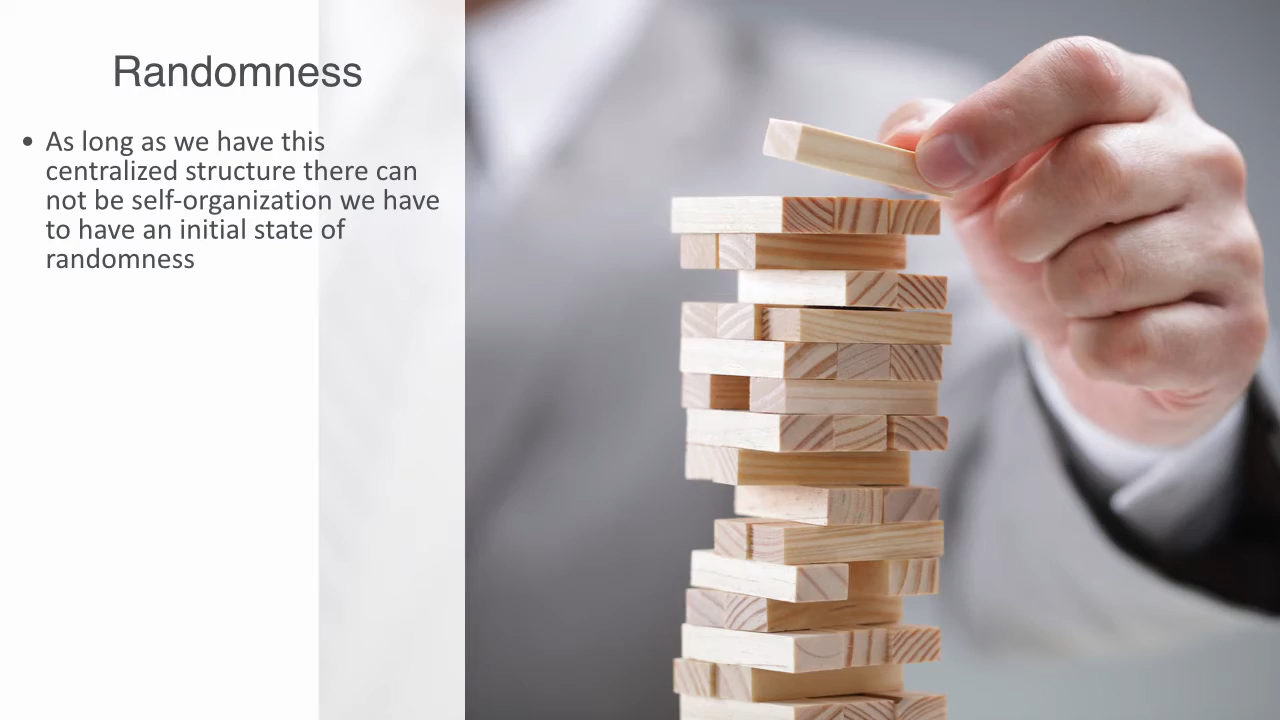 Randomness
• As long as we have this
centralized structure there can
not be self-organization we have
to have an initial state of
randomness